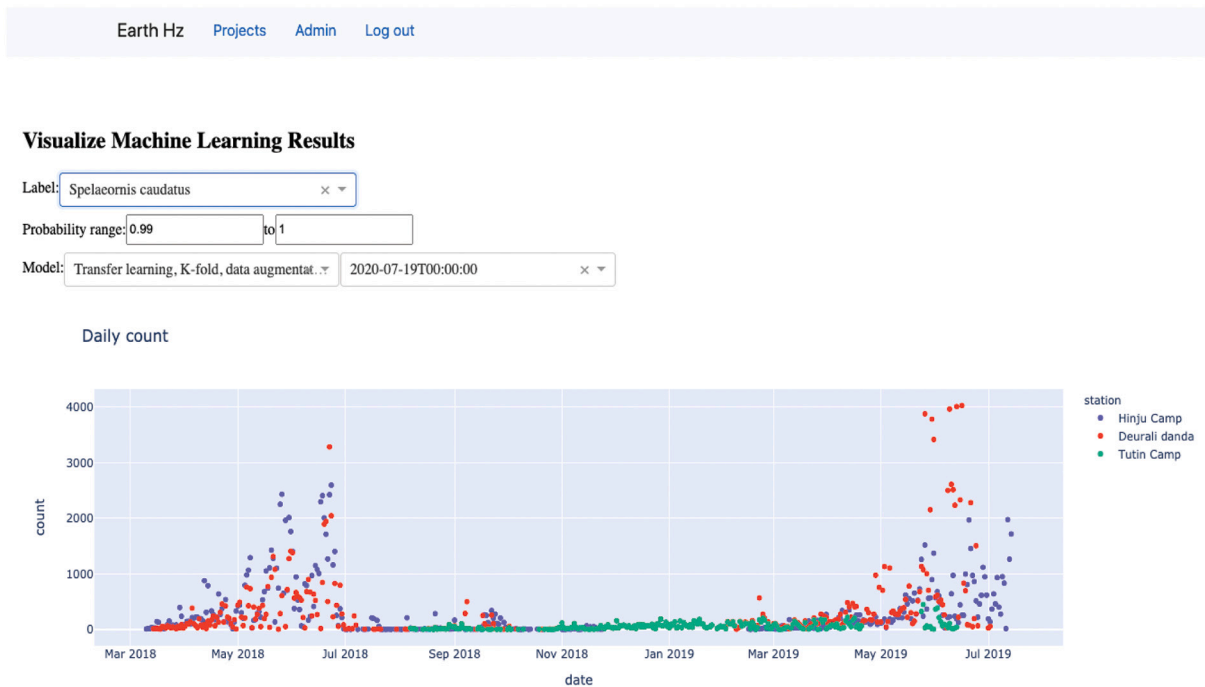 Earth Hz Projects Admin Log out
Visualize Machine Learning Results
Label: Spelaeornis caudatus × 
Probability range: 0.99 to 1
Model: Transfer learning, K-fold, data augmentat... 2020-07-19T00:00:00 ×
Daily count
station
Hinju Camp
Deurali danda
Tutin Camp
4000
3000
2000
1000
0
count
Mar 2018 May 2018 Jul 2018 Sep 2018 Nov 2018 Jan 2019 Mar 2019 May 2019 Jul 2019
date